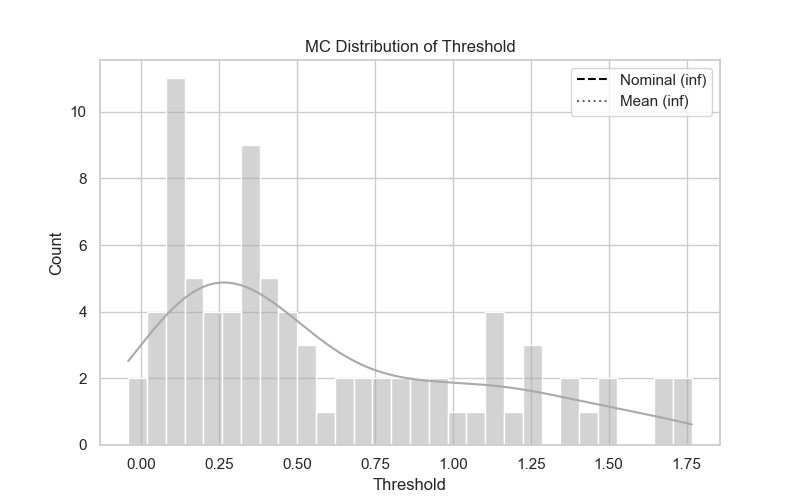 MC Distribution of Threshold
Nominal (inf)
Mean (inf)
Count
10
8
6
4
2
0
0.00 0.25 0.50 0.75 1.00 1.25 1.50 1.75
Threshold